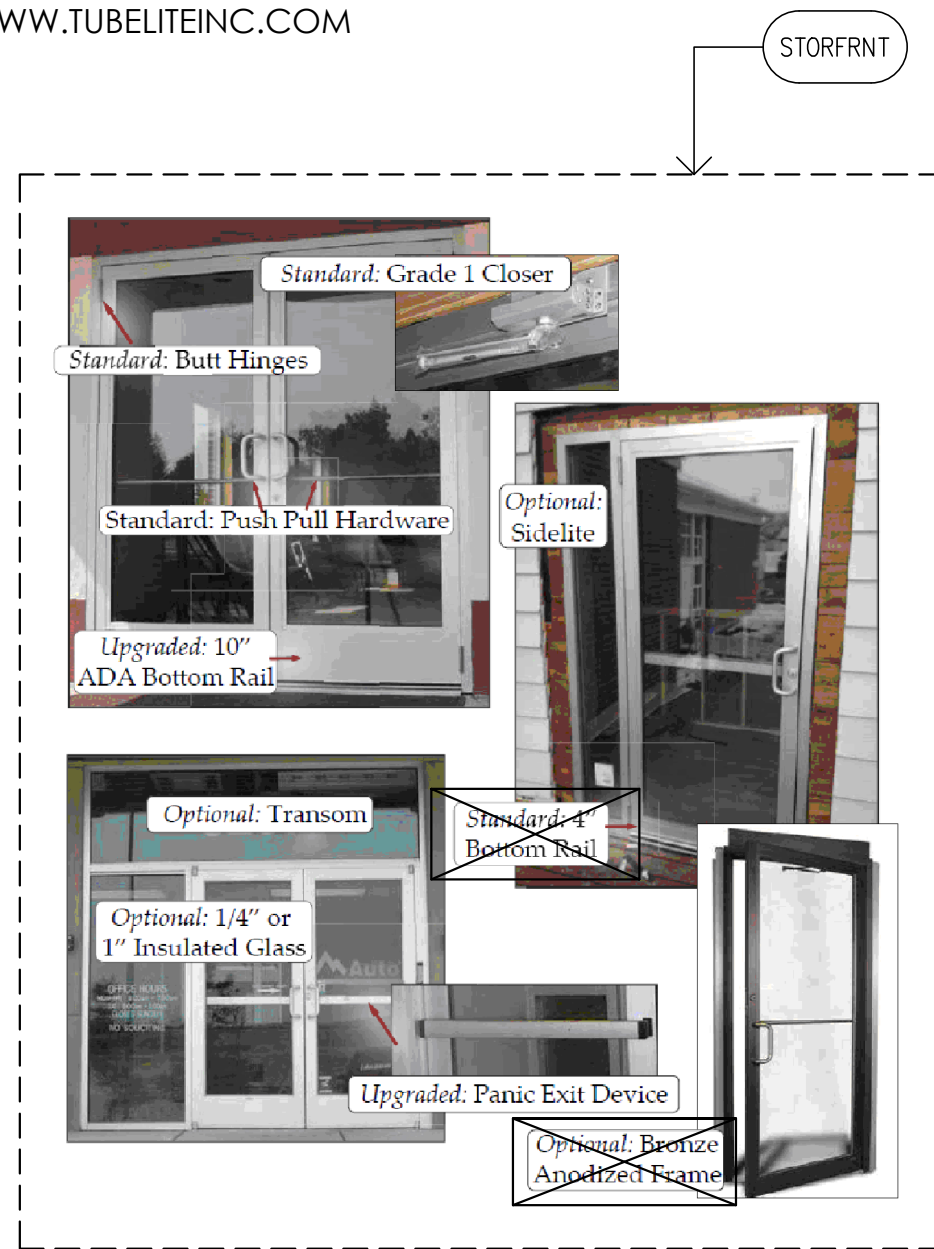 WW.TUBELITEINC.COM
STORFRNT
Standard: Grade 1 Closer
Standard: Butt Hinges
Standard: Push Pull Hardware
Optional:
Sidelite
Upgraded: 10"
ADA Bottom Rail
Optional: Transom
Standard: 4"
Bottom Rail
Optional: 1/4" or
1" Insulated Glass
Auto
OFFICE HOURS
NO SOLICITING
Upgraded: Panic Exit Device
Optional: Bronze
Anodized Frame